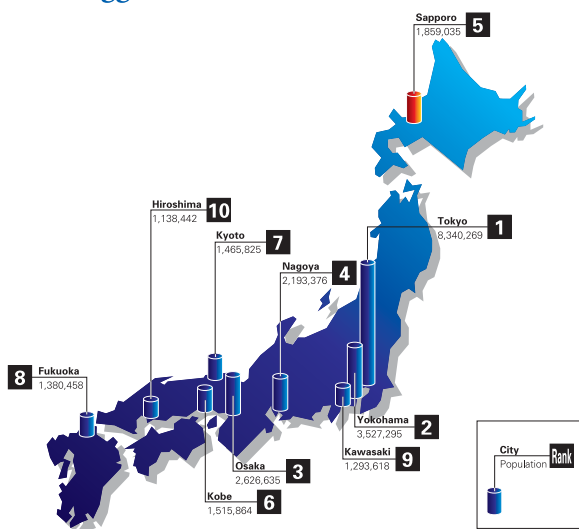 Sapporo 5
1,859,035
Hiroshima 10
1,138,442
Kyoto 7
1,465,825
Tokyo 1
8,340,269
Nagoya 4
2,193,376
8 Fukuoka
1,380,458
Yokohama 2
3,527,295
Kawasaki 9
1,293,618
Osaka 3
2,626,635
Kobe 6
1,515,864
City Rank
Population